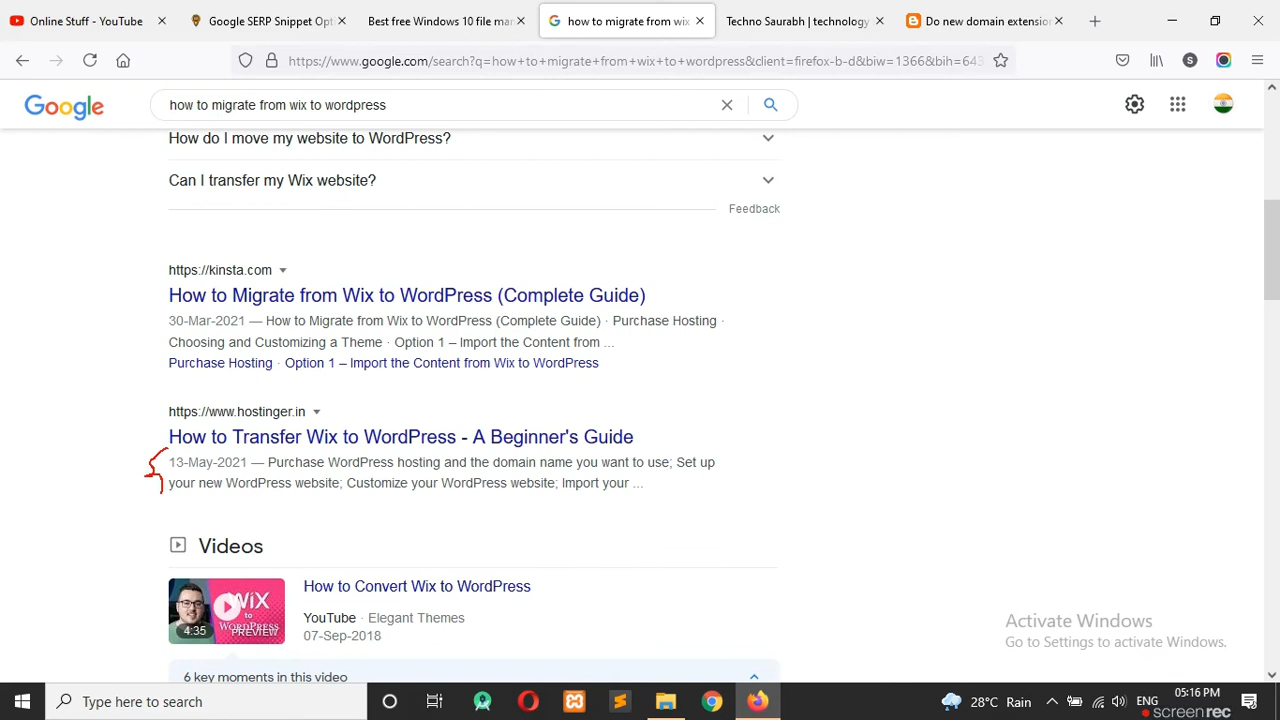 Online Stuff - YouTube
Google SERP Snippet Opt
Best free Windows 10 file mar
how to migrate from wix
Techno Saurabh | technology
Do new domain extension
https://www.google.com/search?q=how+to+migrate+from+wix+to+wordpress&client=firefox-b-d&biw=1366&bih=643
S
Google
how to migrate from wix to wordpress
How do I move my website to WordPress?
Can I transfer my Wix website?
Feedback
https://kinsta.com
How to Migrate from Wix to WordPress (Complete Guide)
30-Mar-2021 — How to Migrate from Wix to WordPress (Complete Guide) · Purchase Hosting ·
Choosing and Customizing a Theme · Option 1 – Import the Content from ...
Purchase Hosting · Option 1 – Import the Content from Wix to WordPress
https://www.hostinger.in
How to Transfer Wix to WordPress - A Beginner's Guide
13-May-2021 — Purchase WordPress hosting and the domain name you want to use; Set up
your new WordPress website; Customize your WordPress website; Import your ...
Videos
WiX
to
WORDPRESS
4:35
PREVIEW
How to Convert Wix to WordPress
YouTube · Elegant Themes
07-Sep-2018
6 key moments in this video
Activate Windows
Go to Settings to activate Windows.
Type here to search
28°C Rain
ENG
05:16 PM
screenrec